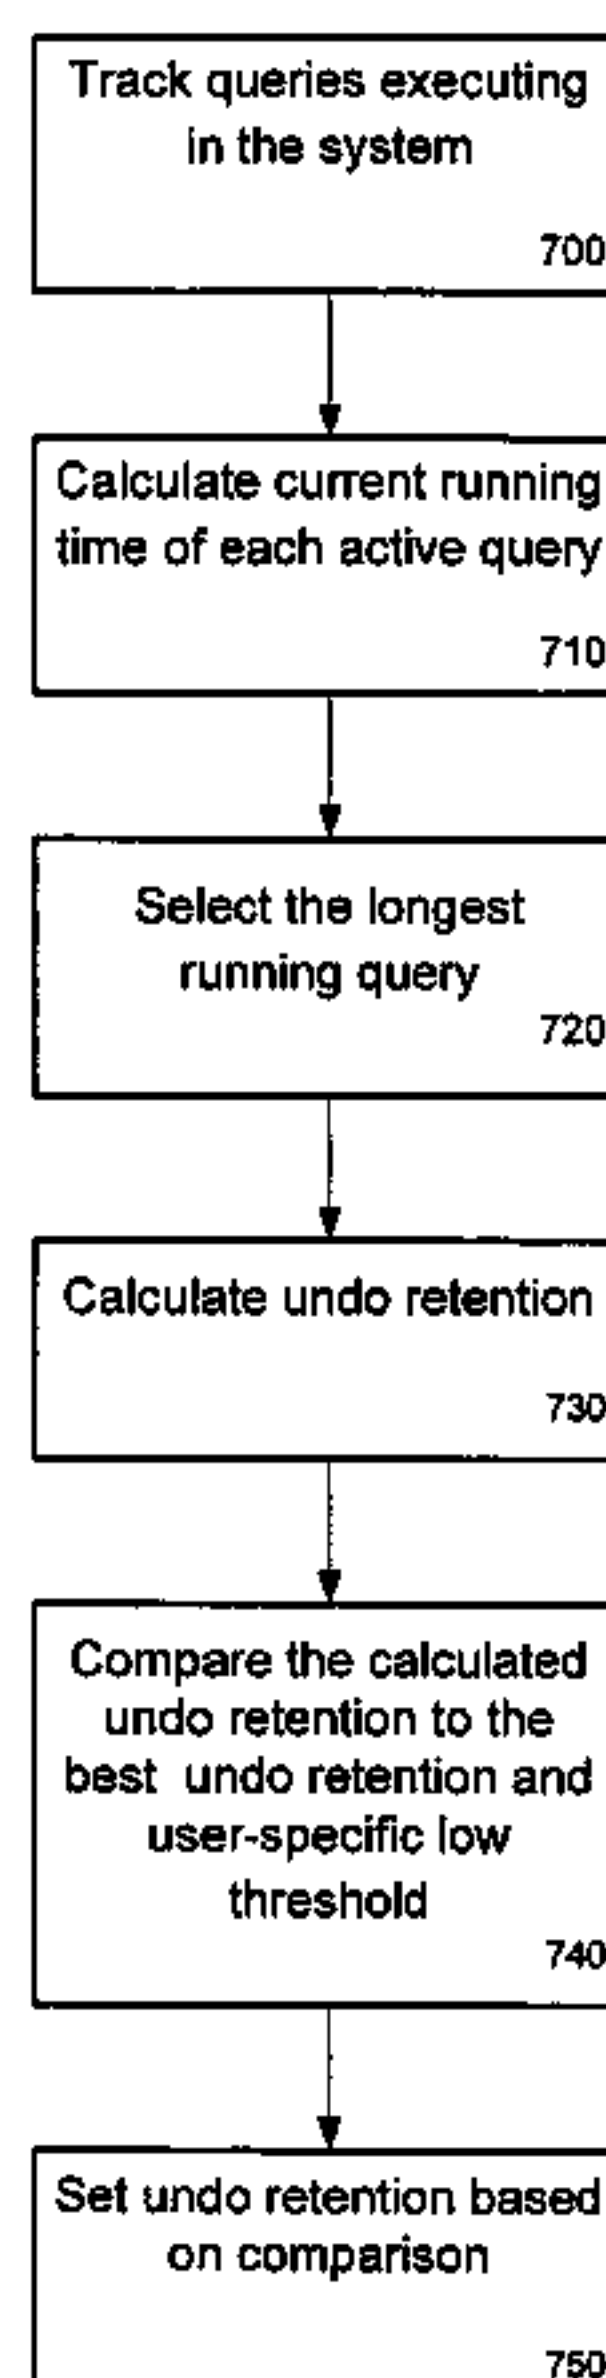 Track queries executing
in the system
700
Calculate current running
time of each active query
710
Select the longest
running query
720
Calculate undo retention
730
Compare the calculated
undo retention to the
best undo retention and
user-specific low
threshold
740
Set undo retention based
on comparison
750